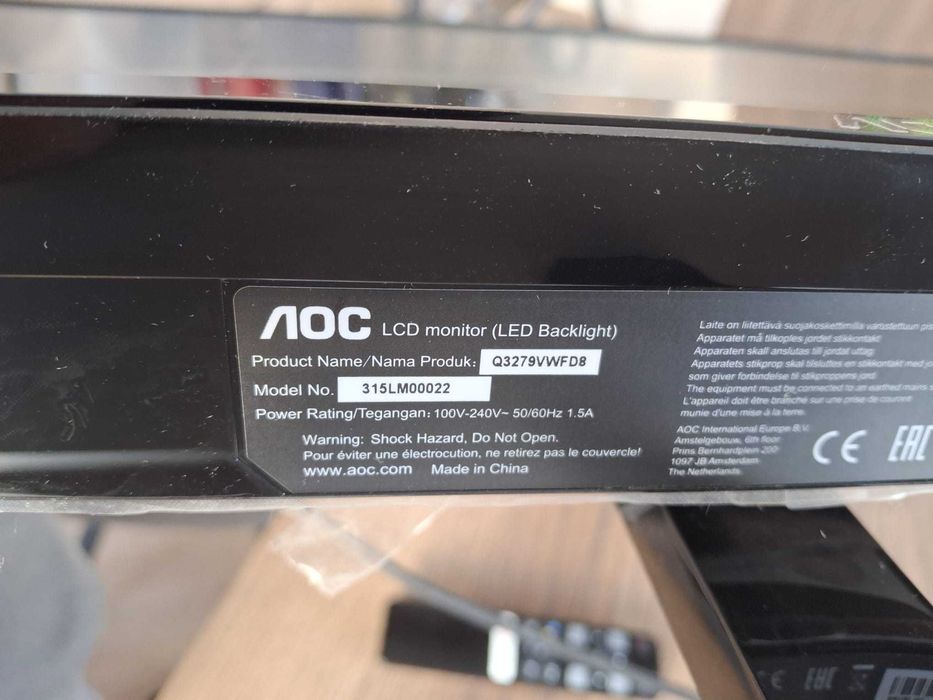 AOC LCD monitor (LED Backlight)
Product Name/Nama Produk: Q3279VWFD8
Model No. 315LM00022
Power Rating/Tegangan: 100V-240V~ 50/60Hz 1.5A
Warning: Shock Hazard, Do Not Open.
Pour éviter une électrocution, ne retirez pas le couvercle!
www.aoc.com Made in China
Laite on liitettävä suojakoskettimilla varustettuun
Apparatet må tilkoples jordet stikkontakt
Apparaten skall anslutas till jordat uttag
Apparatets stikprop skal tilsluttes en stikkontakt med
som giver forbindelse til stikpropens jord.
The equipment must be connected to an earthed mains
L'appareil doit être branché sur une prise de courant
munie d'une mise à la terre.
AOC International Europe B.V.
Amstelgebouw, 6th floor
Prins Bernhardplein 200
1097 JB Amsterdam
The Netherlands
CE EAC
CE EAC